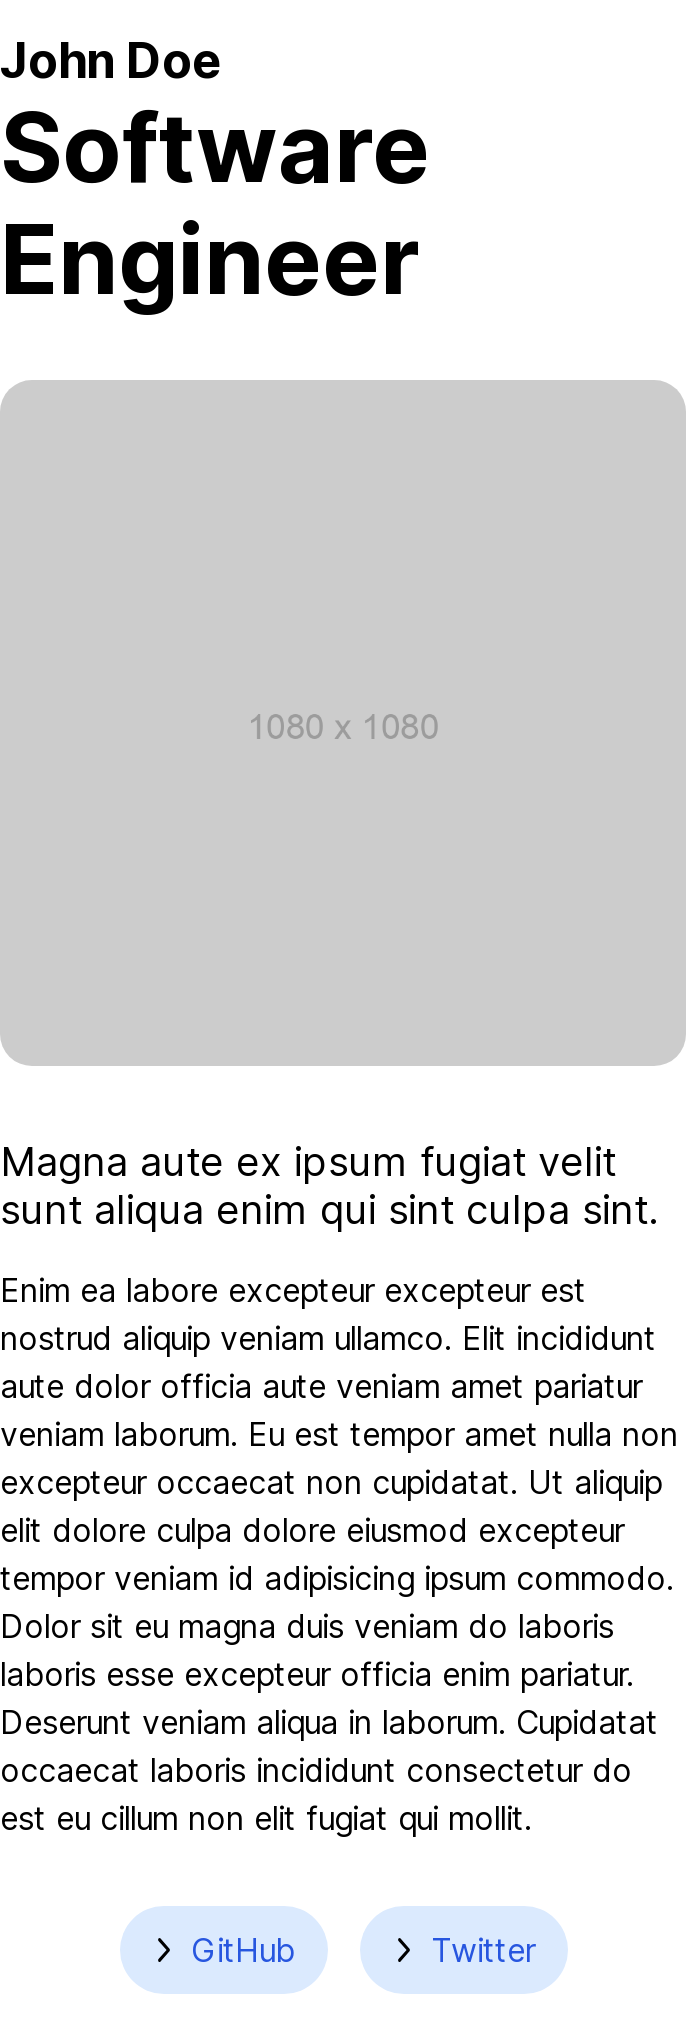 John Doe
Software
Engineer
1080 x 1080
Magna aute ex ipsum fugiat velit
sunt aliqua enim qui sint culpa sint.
Enim ea labore excepteur excepteur est
nostrud aliquip veniam ullamco. Elit incididunt
aute dolor officia aute veniam amet pariatur
veniam laborum. Eu est tempor amet nulla non
excepteur occaecat non cupidatat. Ut aliquip
elit dolore culpa dolore eiusmod excepteur
tempor veniam id adipisicing ipsum commodo.
Dolor sit eu magna duis veniam do laboris
laboris esse excepteur officia enim pariatur.
Deserunt veniam aliqua in laborum. Cupidatat
occaecat laboris incididunt consectetur do
est eu cillum non elit fugiat qui mollit.
GitHub
Twitter